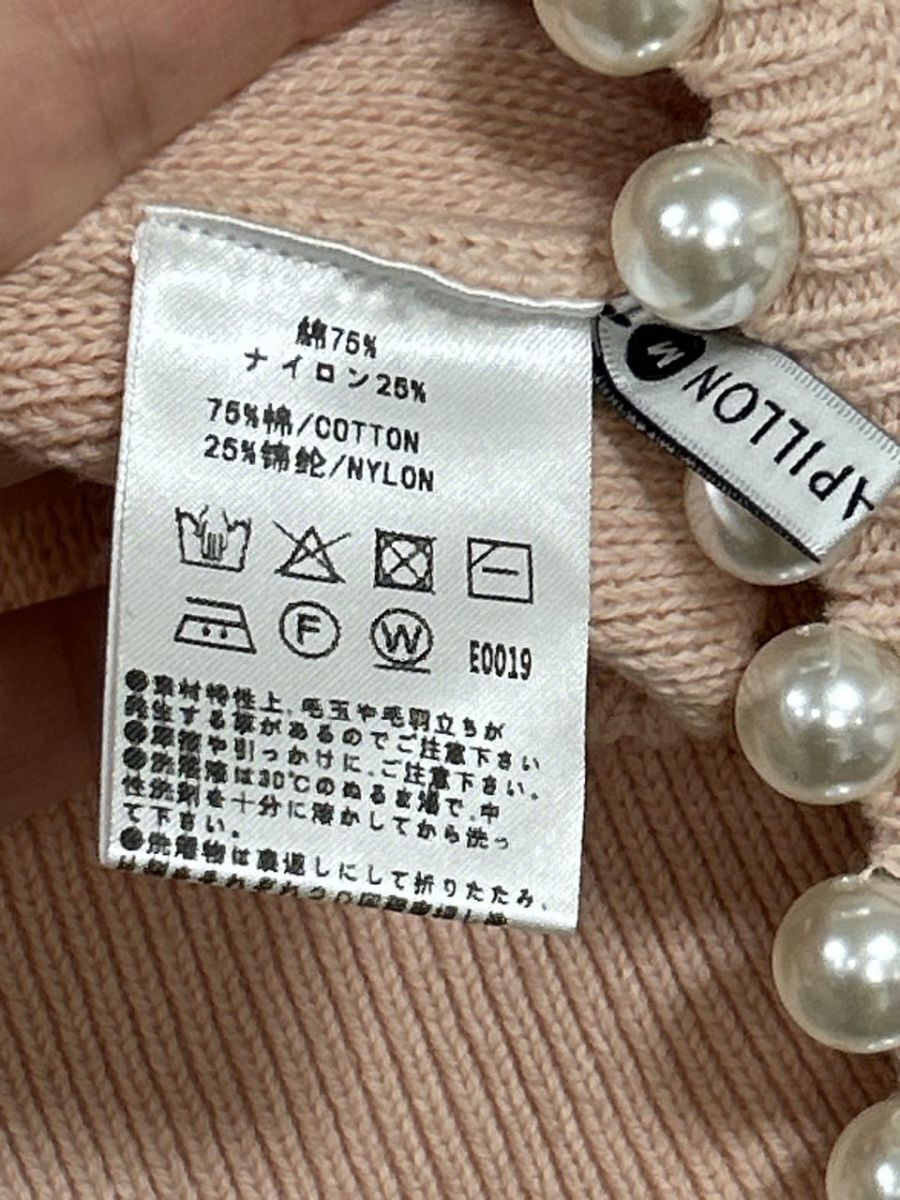 綿75%
ナイロン25%
75%棉/COTTON
25%锦纶/NYLON
F W E0019
●素材特性上、毛玉や毛羽立ちが
発生する事があるのでご注意下さい
●摩擦や引っかけに、ご注意下さい。
●洗濯液は30℃のぬるま湯で、中
性洗剤を十分に溶かしてから洗っ
て下さい。
●洗濯物は裏返しにして折りたたみ、
M
APILLON